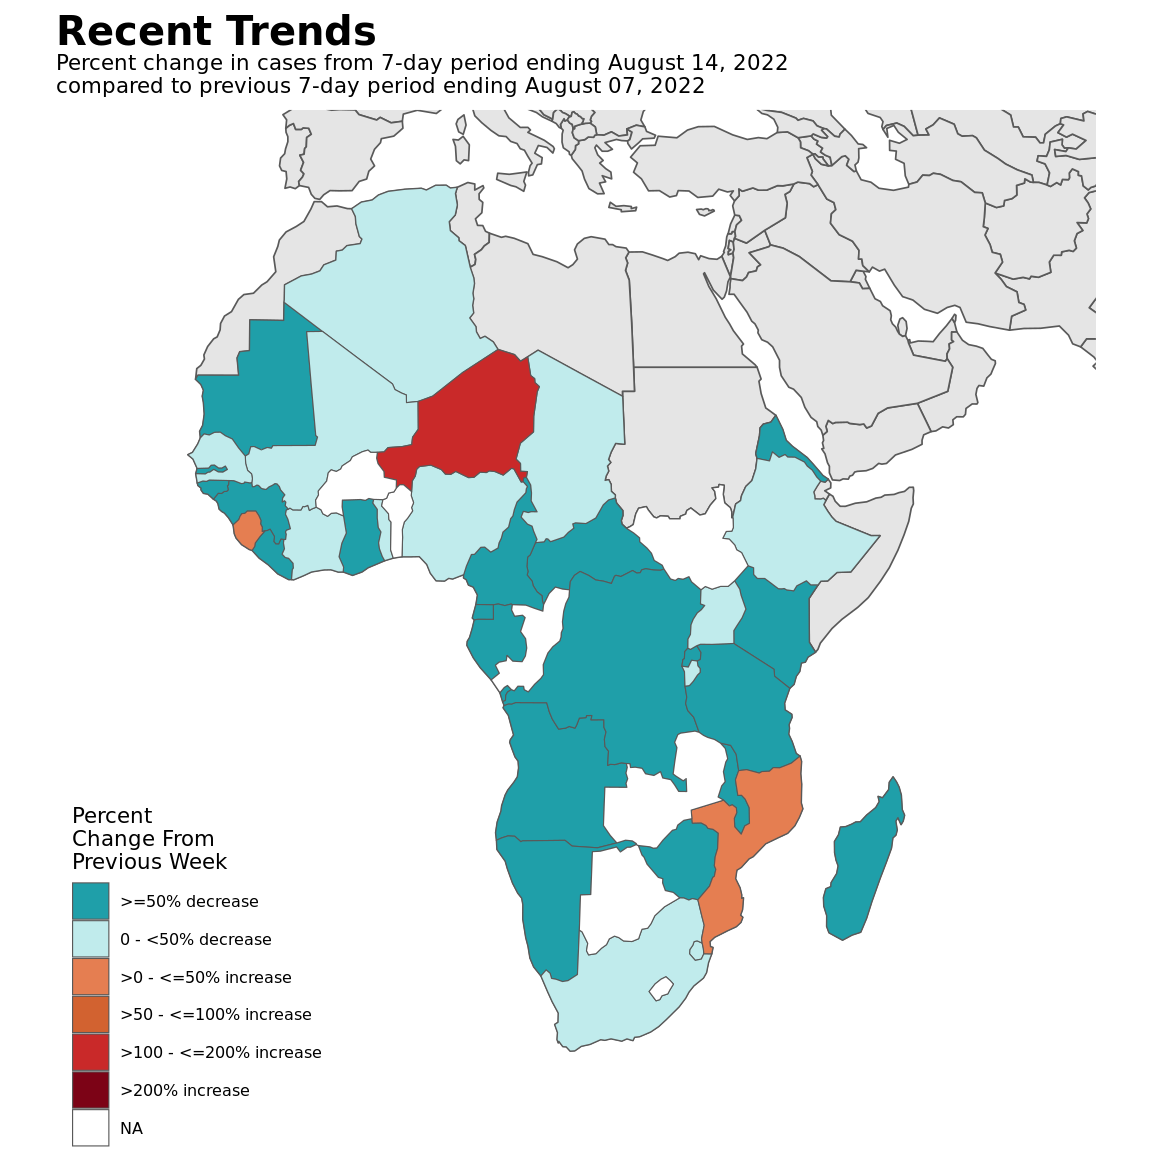 Recent Trends
Percent change in cases from 7-day period ending August 14, 2022
compared to previous 7-day period ending August 07, 2022
Percent
Change From
Previous Week
>=50% decrease
0 - <50% decrease
>0 - <=50% increase
>50 - <=100% increase
>100 - <=200% increase
>200% increase
NA